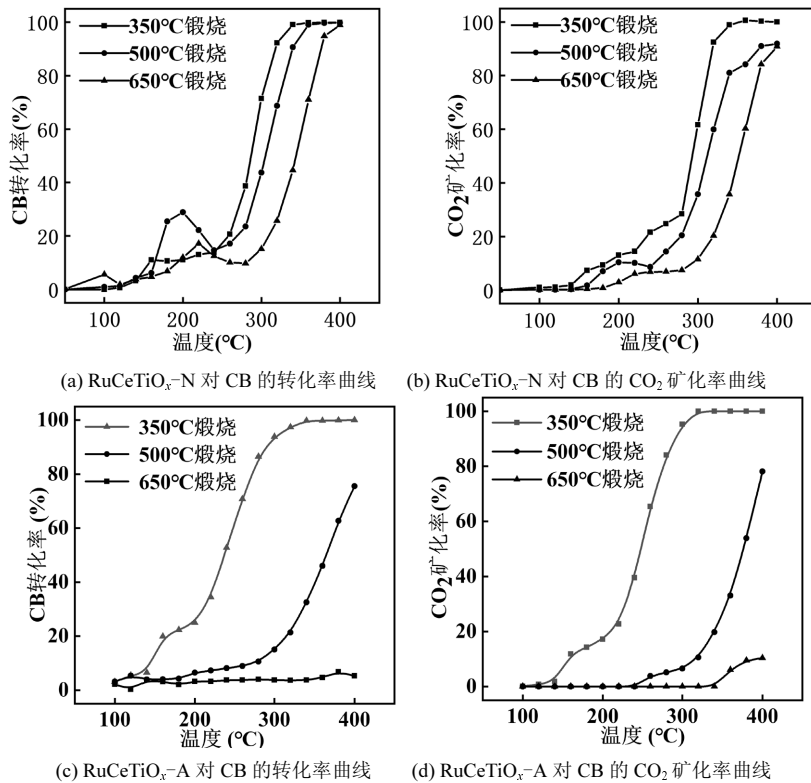 350℃锻烧
500℃锻烧
650℃锻烧
CB转化率(%)
100
80
60
40
20
0
100
200
300
400
温度(℃)
(a) RuCeTiOₓ-N 对 CB 的转化率曲线
350℃锻烧
500℃锻烧
650℃锻烧
CO₂矿化率(%)
100
80
60
40
20
0
100
200
300
400
温度(℃)
(b) RuCeTiOₓ-N 对 CB 的 CO₂ 矿化率曲线
350℃煅烧
500℃煅烧
650℃煅烧
CB转化率 (%)
100
80
60
40
20
0
100
200
300
400
温度 (℃)
(c) RuCeTiOₓ-A 对 CB 的转化率曲线
350℃煅烧
500℃煅烧
650℃煅烧
CO₂矿化率(%)
100
80
60
40
20
0
100
200
300
400
温度 (℃)
(d) RuCeTiOₓ-A 对 CB 的 CO₂ 矿化率曲线